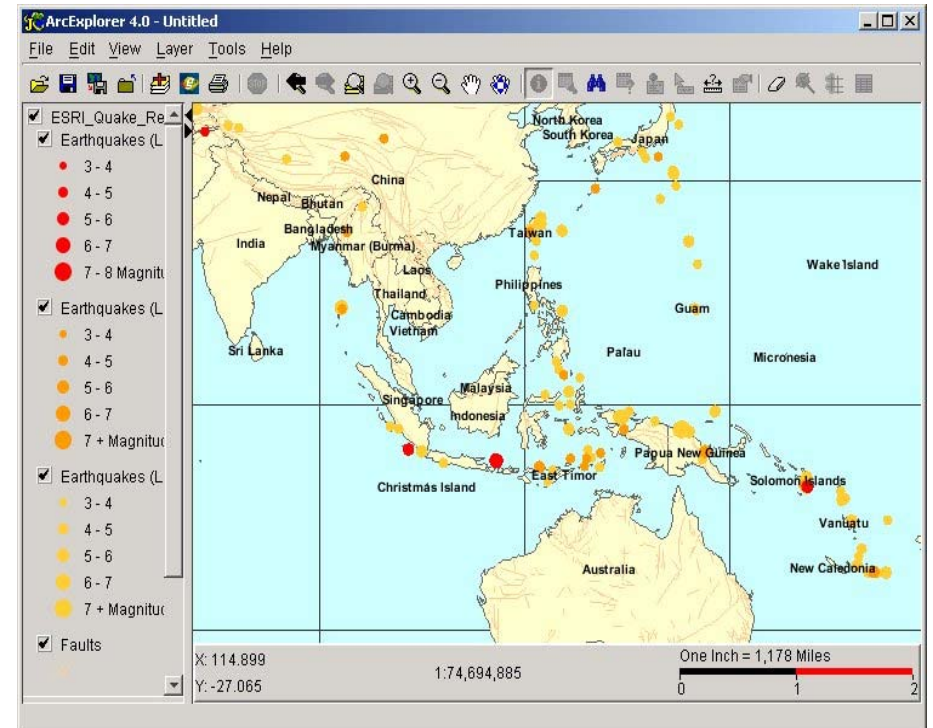 ArcExplorer 4.0 - Untitled
File Edit View Layer Tools Help
STOP
ESRI_Quake_Re
Earthquakes (L
3 - 4
4 - 5
5 - 6
6 - 7
7 - 8 Magnitu
Earthquakes (L
3 - 4
4 - 5
5 - 6
6 - 7
7 + Magnituc
Earthquakes (L
3 - 4
4 - 5
5 - 6
6 - 7
7 + Magnituc
Faults
North Korea
South Korea
Japan
China
Nepal
Bhutan
Bangladesh
Taiwan
India
Myanmar (Burma)
Wake Island
Laos
Philippines
Thailand
Guam
Cambodia
Vietnam
Sri Lanka
Palau
Micronesia
Malaysia
Singapore
Indonesia
Papua New Guinea
East Timor
Solomon Islands
Christmas Island
Vanuatu
Australia
New Caledonia
X: 114.899
Y: -27.065
1:74,694,885
One Inch = 1,178 Miles
0 1 2